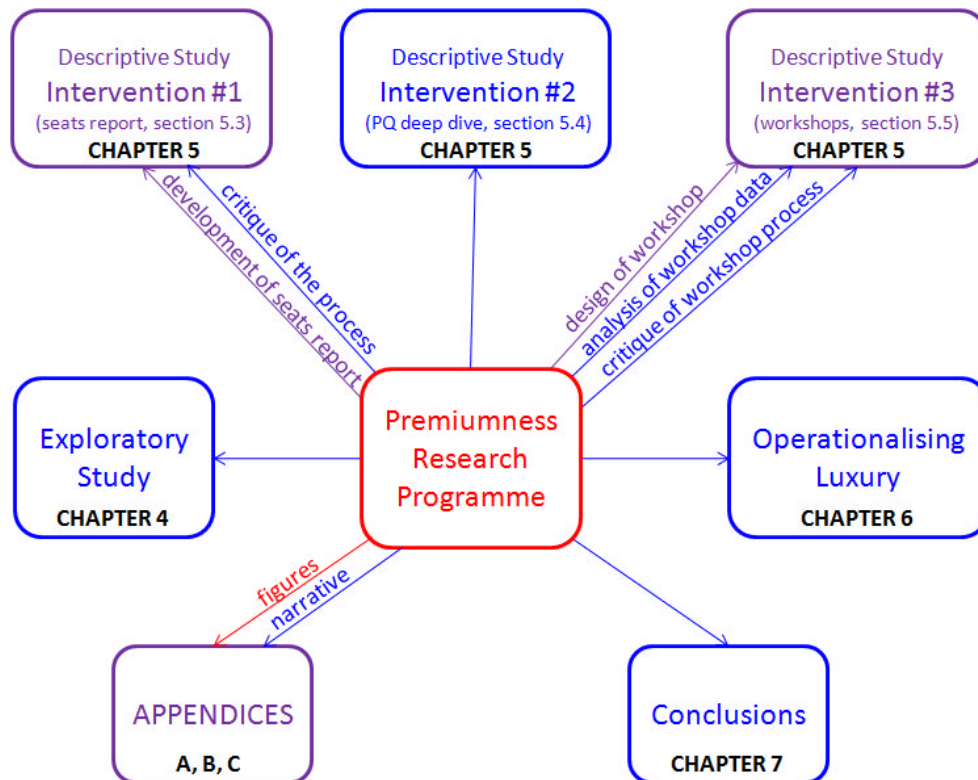 Descriptive Study
Intervention #1
(seats report, section 5.3)
CHAPTER 5
Descriptive Study
Intervention #2
(PQ deep dive, section 5.4)
CHAPTER 5
Descriptive Study
Intervention #3
(workshops, section 5.5)
CHAPTER 5
development of seats report
critique of the process
design of workshop
analysis of workshop data
critique of workshop process
Exploratory
Study
CHAPTER 4
Premiumness
Research
Programme
Operationalising
Luxury
CHAPTER 6
figures
narrative
APPENDICES
A, B, C
Conclusions
CHAPTER 7